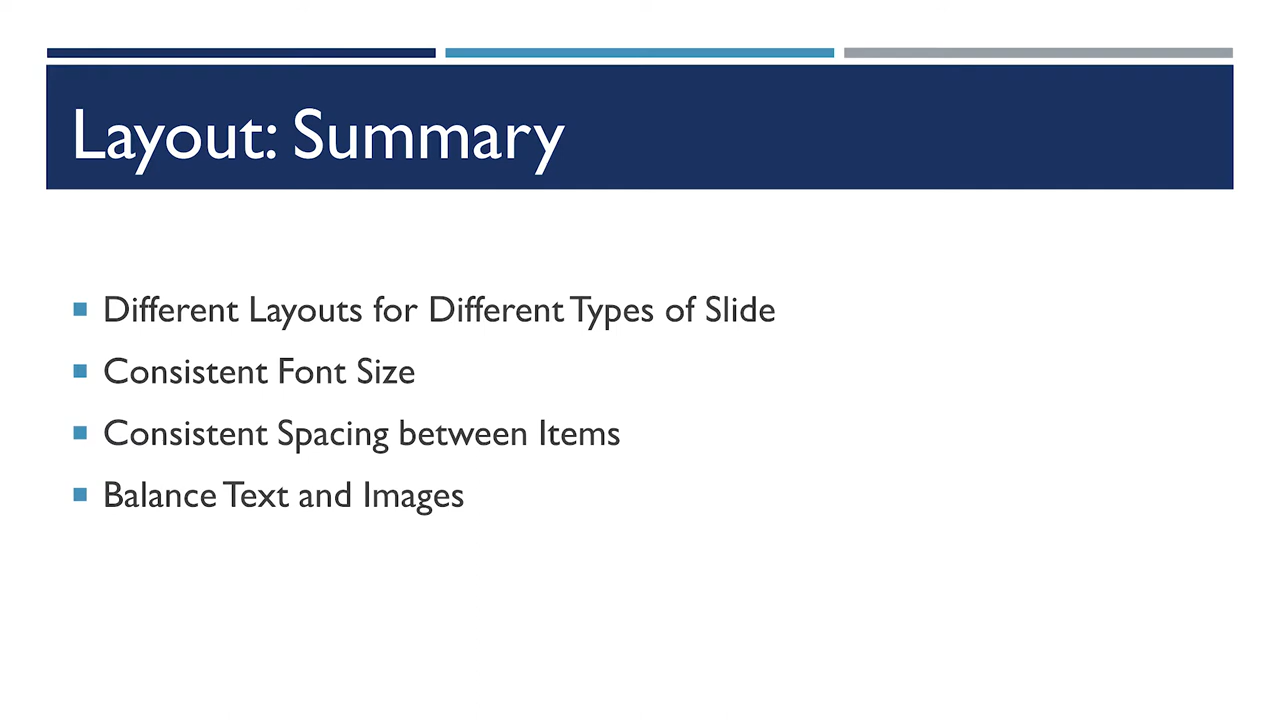 Layout: Summary
Different Layouts for Different Types of Slide
Consistent Font Size
Consistent Spacing between Items
Balance Text and Images